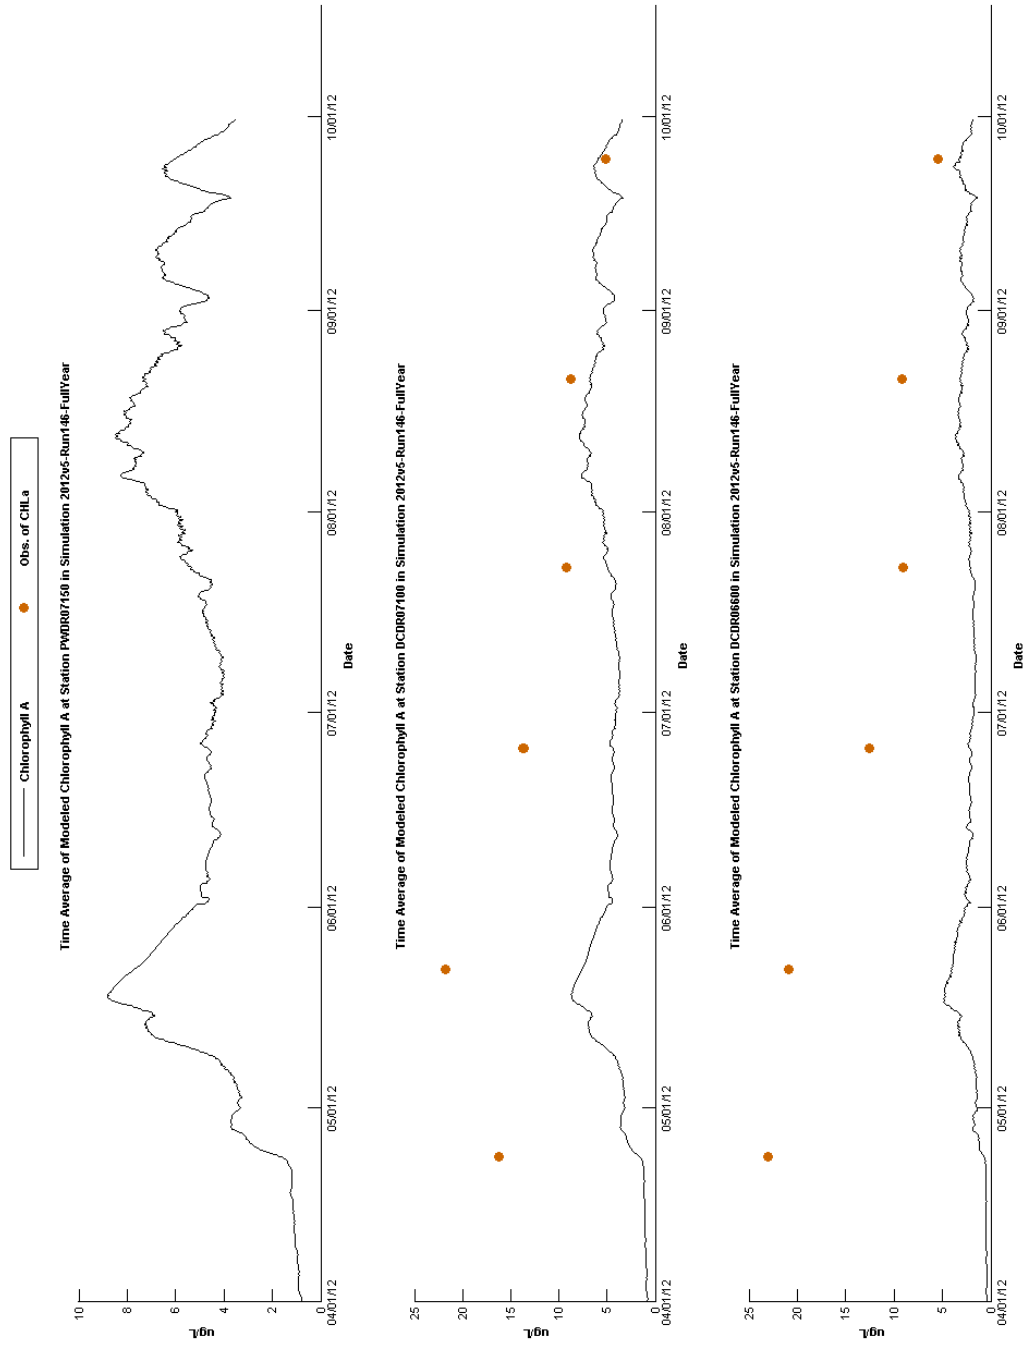 Chlorophyll A Obs. of CHLa
Time Average of Modeled Chlorophyll A at Station PWDR07150 in Simulation 2012v5-Run146-FullYear
10
8
6
4
2
0
ug/L
04/01/12 05/01/12 06/01/12 07/01/12 08/01/12 09/01/12 10/01/12
Date
Time Average of Modeled Chlorophyll A at Station DCDR07100 in Simulation 2012v5-Run146-FullYear
25
20
15
10
5
0
ug/L
04/01/12 05/01/12 06/01/12 07/01/12 08/01/12 09/01/12 10/01/12
Date
Time Average of Modeled Chlorophyll A at Station DCDR06600 in Simulation 2012v5-Run146-FullYear
25
20
15
10
5
0
ug/L
04/01/12 05/01/12 06/01/12 07/01/12 08/01/12 09/01/12 10/01/12
Date